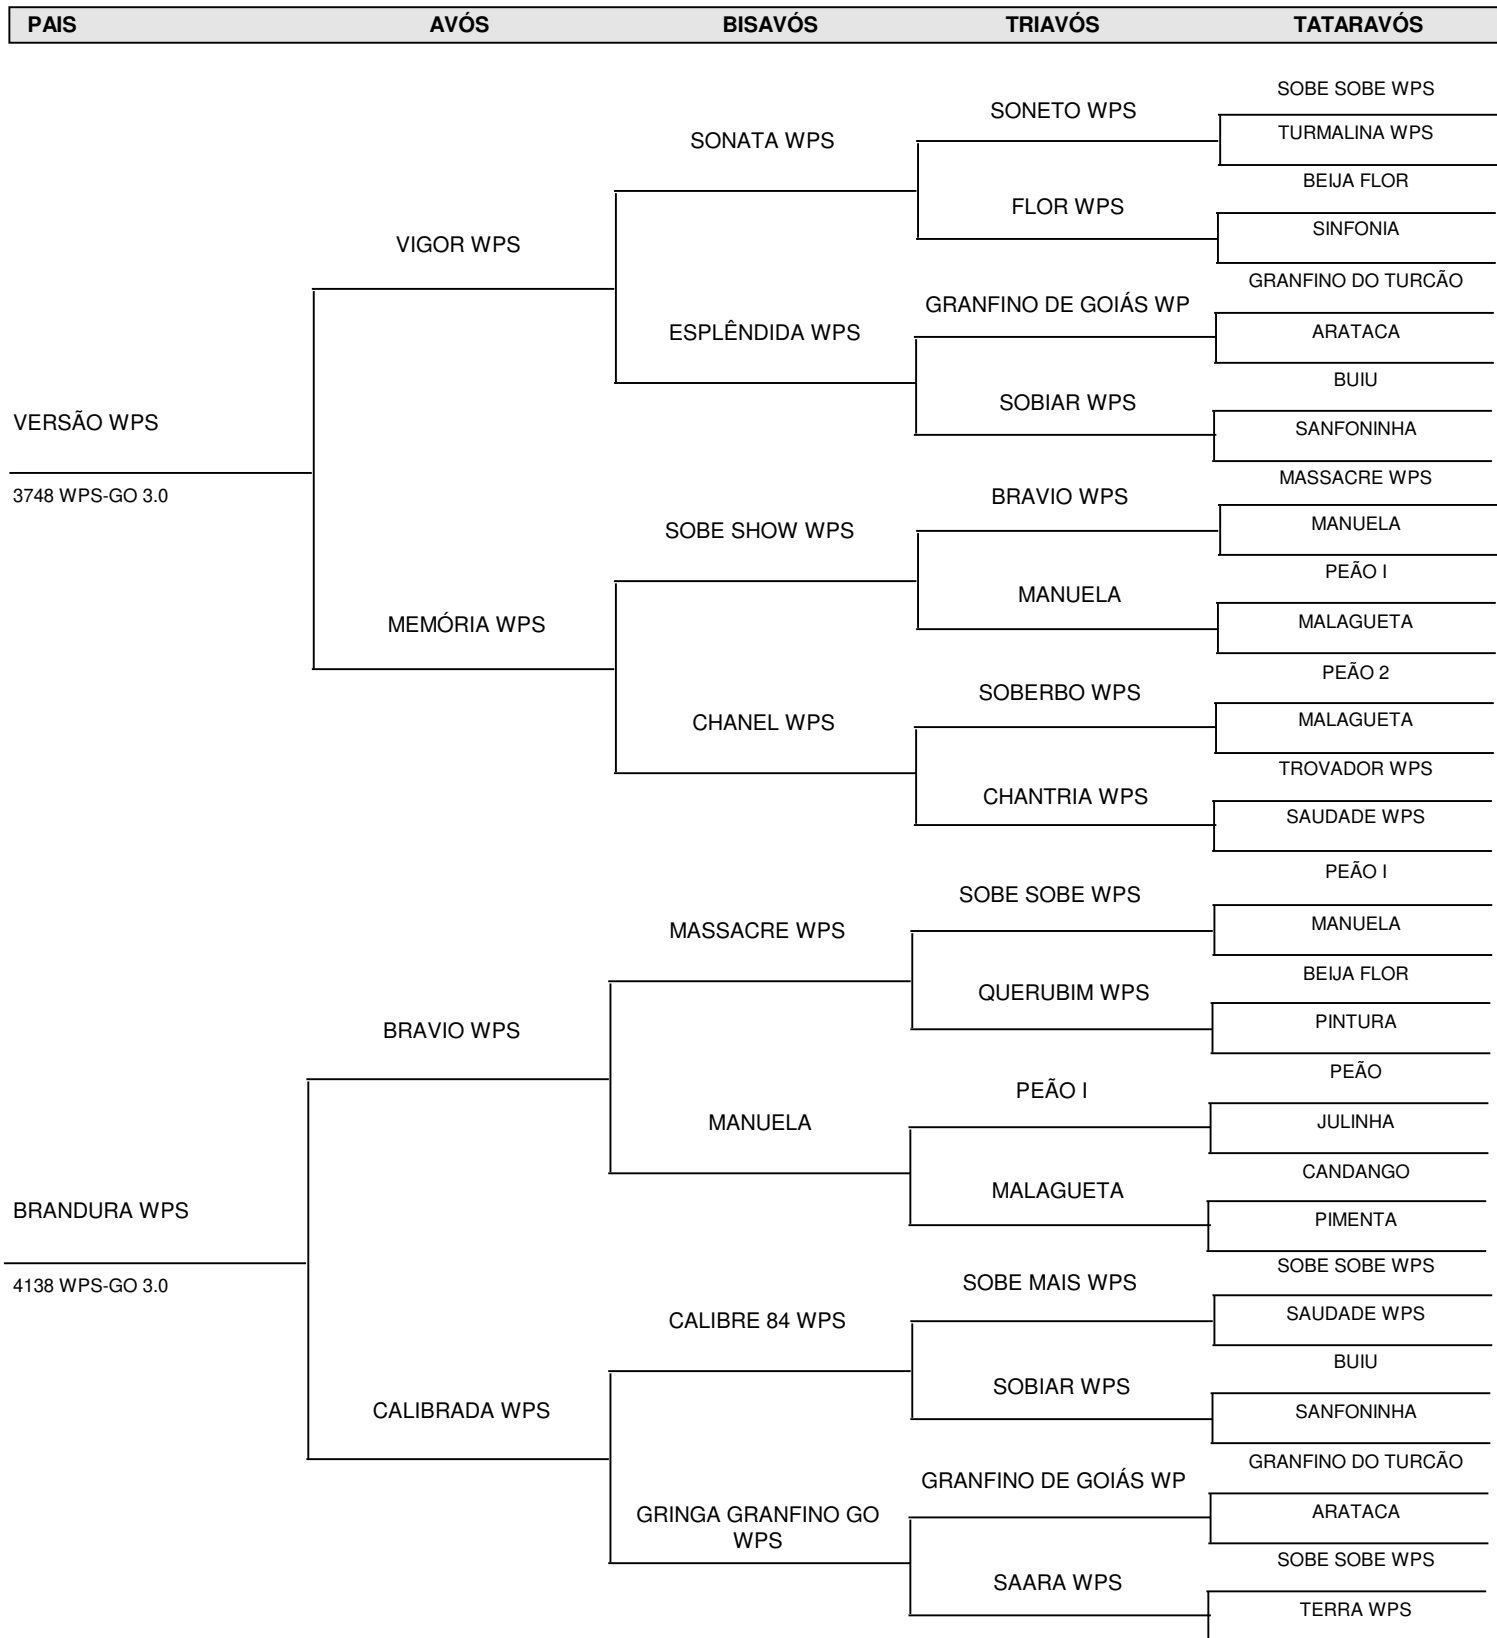 PAIS AVÓS BISAVÓS TRIAVÓS TATARAVÓS
SOBE SOBE WPS
SONETO WPS
TURMALINA WPS
SONATA WPS
BEIJA FLOR
FLOR WPS
SINFONIA
VIGOR WPS
GRANFINO DO TURCÃO
GRANFINO DE GOIÁS WP
ARATACA
ESPLÊNDIDA WPS
BUIU
SOBIAR WPS
VERSÃO WPS
SANFONINHA
MASSACRE WPS
3748 WPS-GO 3.0
BRAVIO WPS
MANUELA
SOBE SHOW WPS
PEÃO I
MANUELA
MALAGUETA
MEMÓRIA WPS
PEÃO 2
SOBERBO WPS
MALAGUETA
CHANEL WPS
TROVADOR WPS
CHANTRIA WPS
SAUDADE WPS
PEÃO I
SOBE SOBE WPS
MANUELA
MASSACRE WPS
BEIJA FLOR
QUERUBIM WPS
PINTURA
BRAVIO WPS
PEÃO
PEÃO I
JULINHA
MANUELA
CANDANGO
MALAGUETA
BRANDURA WPS
PIMENTA
SOBE SOBE WPS
4138 WPS-GO 3.0
SOBE MAIS WPS
SAUDADE WPS
CALIBRE 84 WPS
BUIU
SOBIAR WPS
CALIBRADA WPS
SANFONINHA
GRANFINO DO TURCÃO
GRANFINO DE GOIÁS WP
ARATACA
GRINGA GRANFINO GO
WPS
SOBE SOBE WPS
SAARA WPS
TERRA WPS